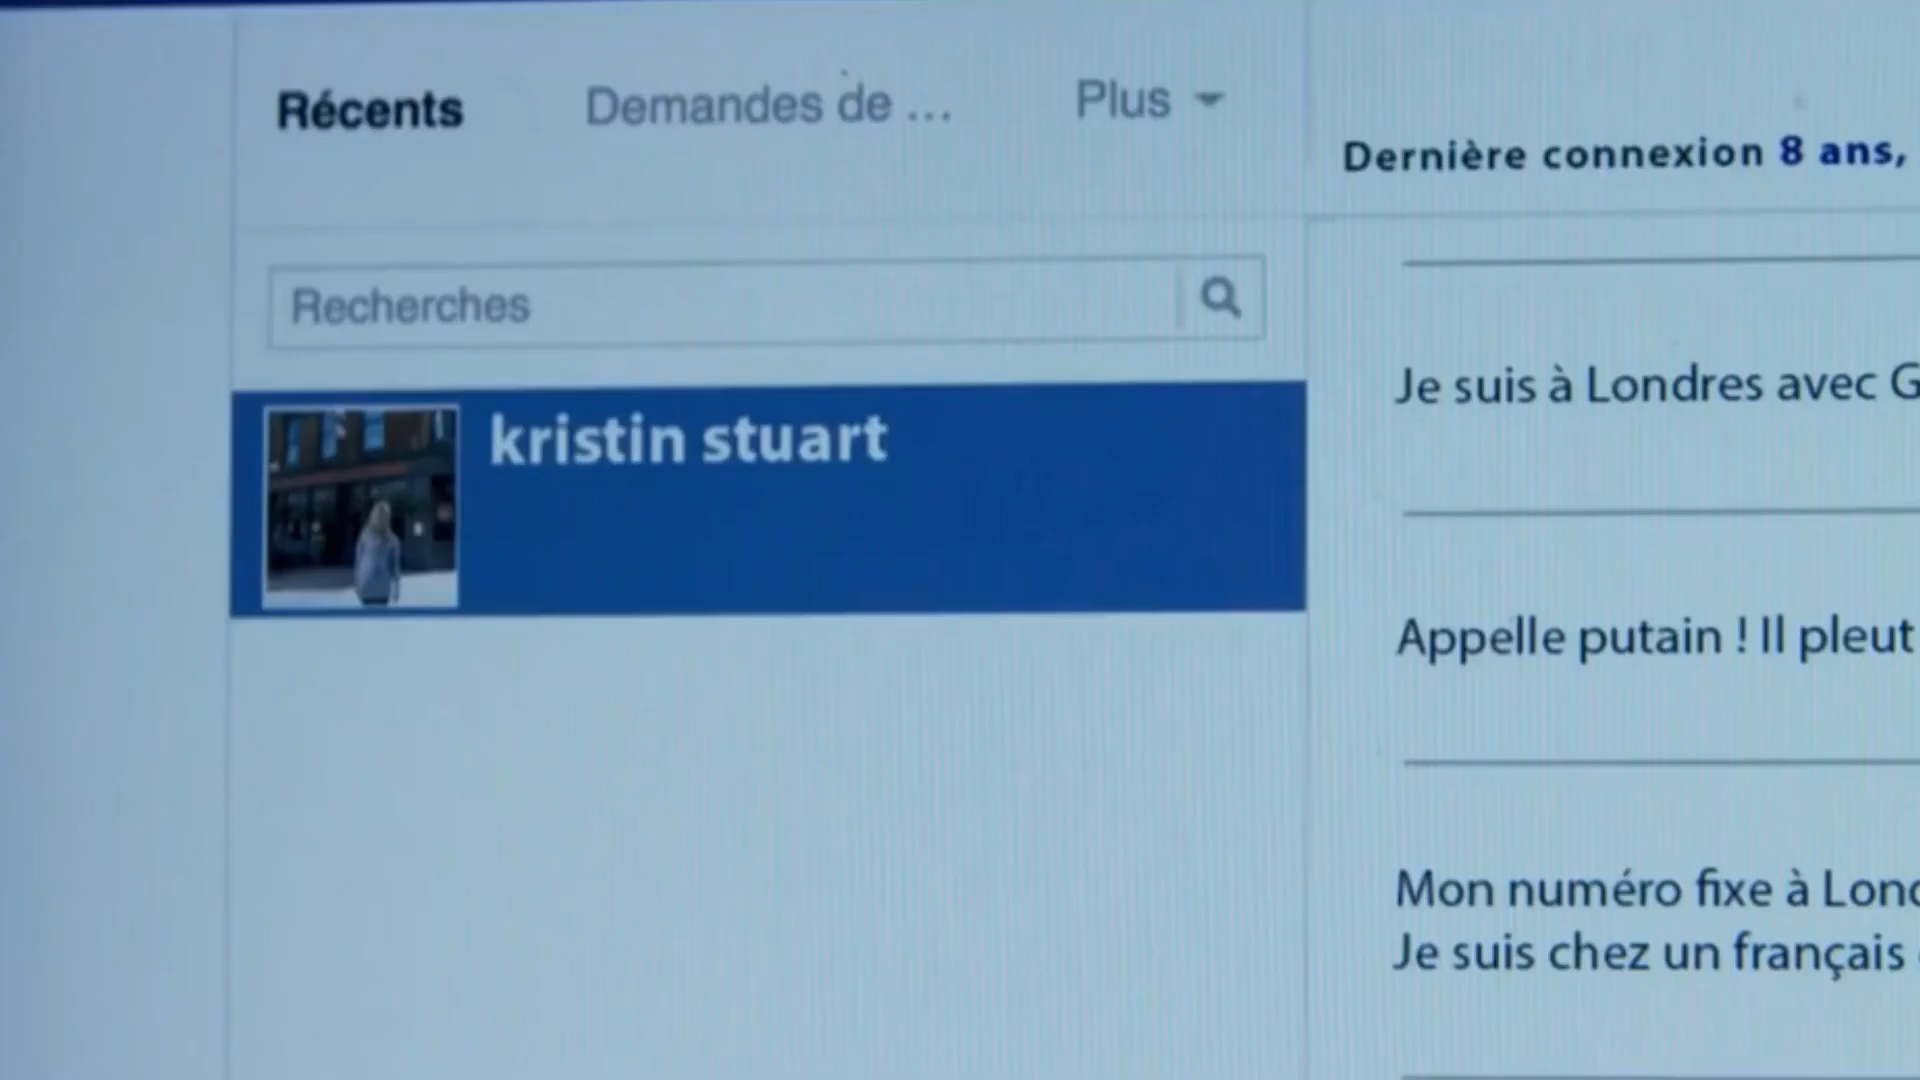 Récents Demandes de ... Plus
Recherches
kristin stuart
Dernière connexion 8 ans,
Je suis à Londres avec G
Appelle putain ! Il pleut
Mon numéro fixe à Lond
Je suis chez un français